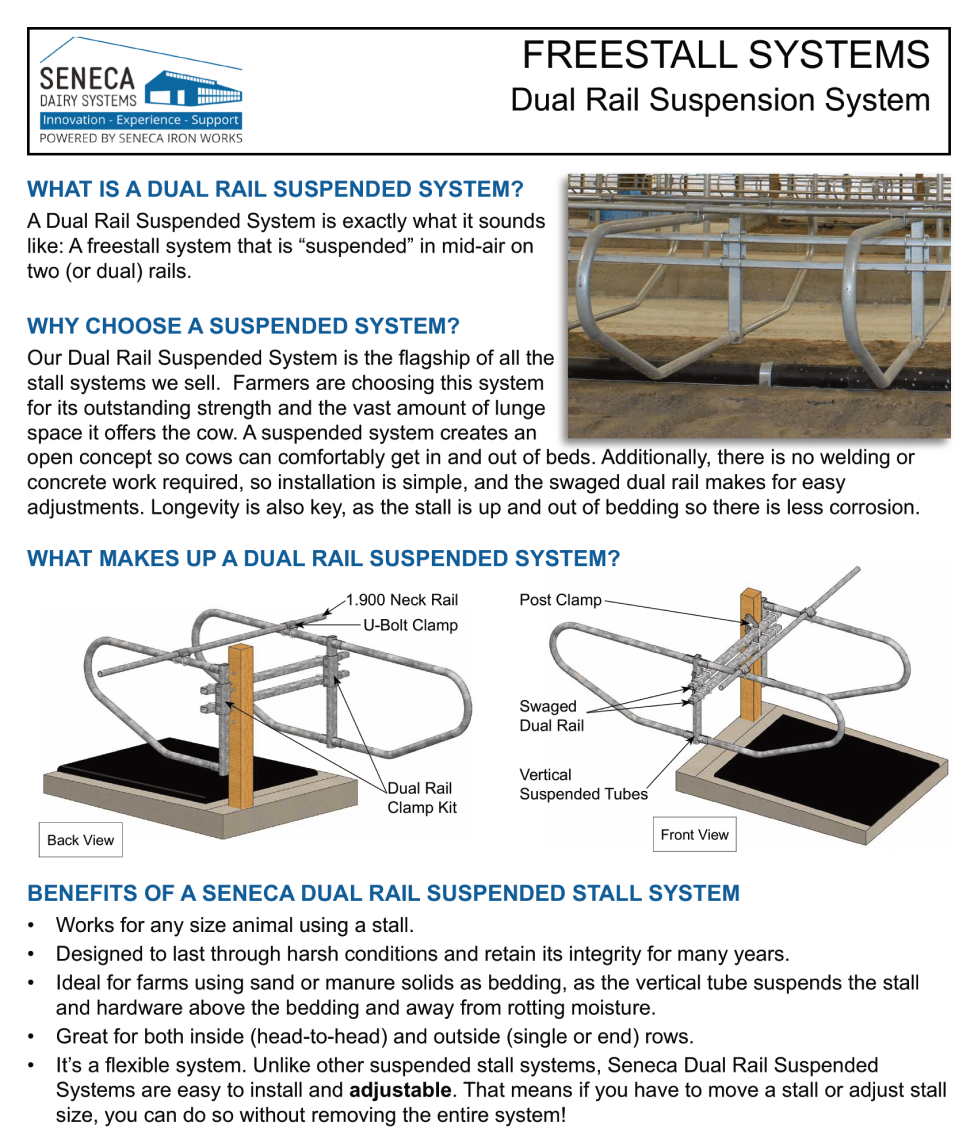 SENECA
DAIRY SYSTEMS
Innovation - Experience - Support
POWERED BY SENECA IRON WORKS
FREESTALL SYSTEMS
Dual Rail Suspension System
WHAT IS A DUAL RAIL SUSPENDED SYSTEM?
A Dual Rail Suspended System is exactly what it sounds
like: A freestall system that is “suspended” in mid-air on
two (or dual) rails.
WHY CHOOSE A SUSPENDED SYSTEM?
Our Dual Rail Suspended System is the flagship of all the
stall systems we sell.  Farmers are choosing this system
for its outstanding strength and the vast amount of lunge
space it offers the cow. A suspended system creates an
open concept so cows can comfortably get in and out of beds. Additionally, there is no welding or
concrete work required, so installation is simple, and the swaged dual rail makes for easy
adjustments. Longevity is also key, as the stall is up and out of bedding so there is less corrosion.
WHAT MAKES UP A DUAL RAIL SUSPENDED SYSTEM?
1.900 Neck Rail
U-Bolt Clamp
Dual Rail
Clamp Kit
Back View
Post Clamp
Swaged
Dual Rail
Vertical
Suspended Tubes
Front View
BENEFITS OF A SENECA DUAL RAIL SUSPENDED STALL SYSTEM
• Works for any size animal using a stall.
• Designed to last through harsh conditions and retain its integrity for many years.
• Ideal for farms using sand or manure solids as bedding, as the vertical tube suspends the stall
and hardware above the bedding and away from rotting moisture.
• Great for both inside (head-to-head) and outside (single or end) rows.
• It’s a flexible system. Unlike other suspended stall systems, Seneca Dual Rail Suspended
Systems are easy to install and adjustable. That means if you have to move a stall or adjust stall
size, you can do so without removing the entire system!